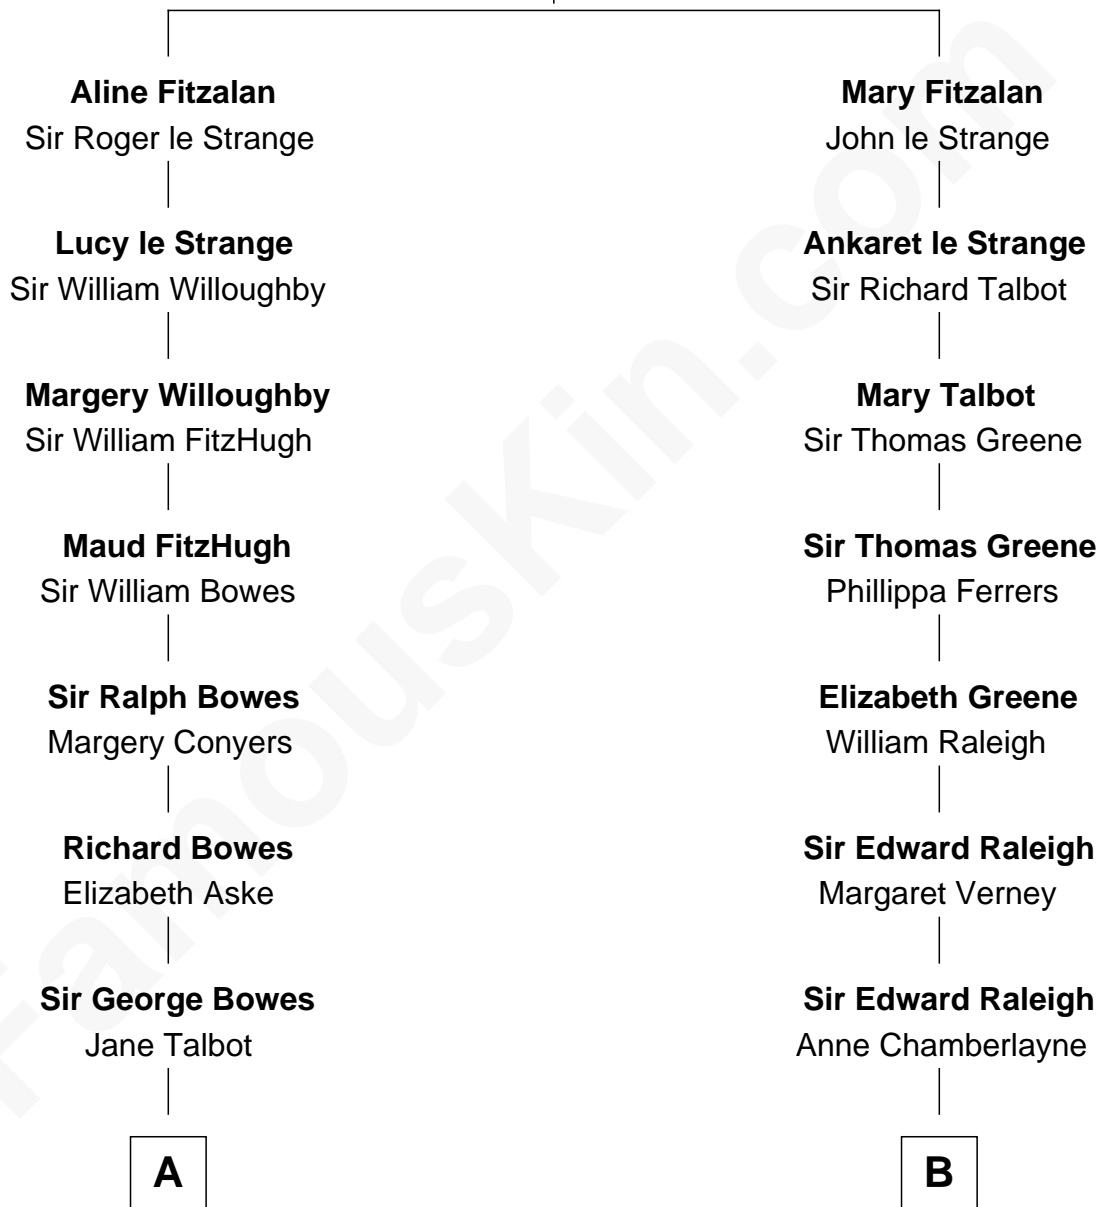 Aline Fitzalan
Sir Roger le Strange
Mary Fitzalan
John le Strange
Lucy le Strange
Sir William Willoughby
Ankaret le Strange
Sir Richard Talbot
Margery Willoughby
Sir William FitzHugh
Mary Talbot
Sir Thomas Greene
Maud FitzHugh
Sir William Bowes
Sir Thomas Greene
Phillippa Ferrers
Sir Ralph Bowes
Margery Conyers
Elizabeth Greene
William Raleigh
Richard Bowes
Elizabeth Aske
Sir Edward Raleigh
Margaret Verney
Sir George Bowes
Jane Talbot
Sir Edward Raleigh
Anne Chamberlayne
A
B
FamousKin.com